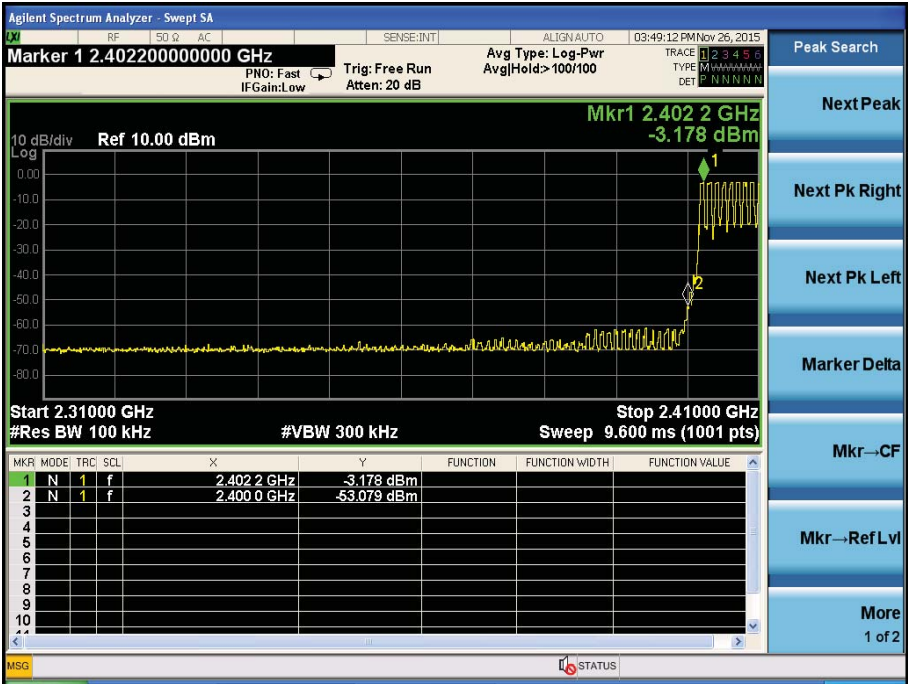 Agilent Spectrum Analyzer - Swept SA
LXI RF 50 Ω AC SENSE:INT ALIGN AUTO 03:49:12 PM Nov 26, 2015
Marker 1 2.402200000000 GHz
PNO: Fast
IFGain:Low
Trig: Free Run
Atten: 20 dB
Avg Type: Log-Pwr
Avg|Hold:>100/100
TRACE 1 2 3 4 5 6
TYPE M WWWWW
DET P N N N N N
Mkr1 2.402 2 GHz
-3.178 dBm
10 dB/div Ref 10.00 dBm
Log
1
0.00
-10.0
-20.0
-30.0
-40.0
2
-50.0
-60.0
-70.0
-80.0
Start 2.31000 GHz Stop 2.41000 GHz
#Res BW 100 kHz #VBW 300 kHz Sweep 9.600 ms (1001 pts)
MKR MODE TRC SCL X Y FUNCTION FUNCTION WIDTH FUNCTION VALUE
1 N 1 f 2.402 2 GHz -3.178 dBm
2 N 1 f 2.400 0 GHz -53.079 dBm
3
4
5
6
7
8
9
10
MSG STATUS
Peak Search
Next Peak
Next Pk Right
Next Pk Left
Marker Delta
Mkr→CF
Mkr→Ref Lvl
More
1 of 2